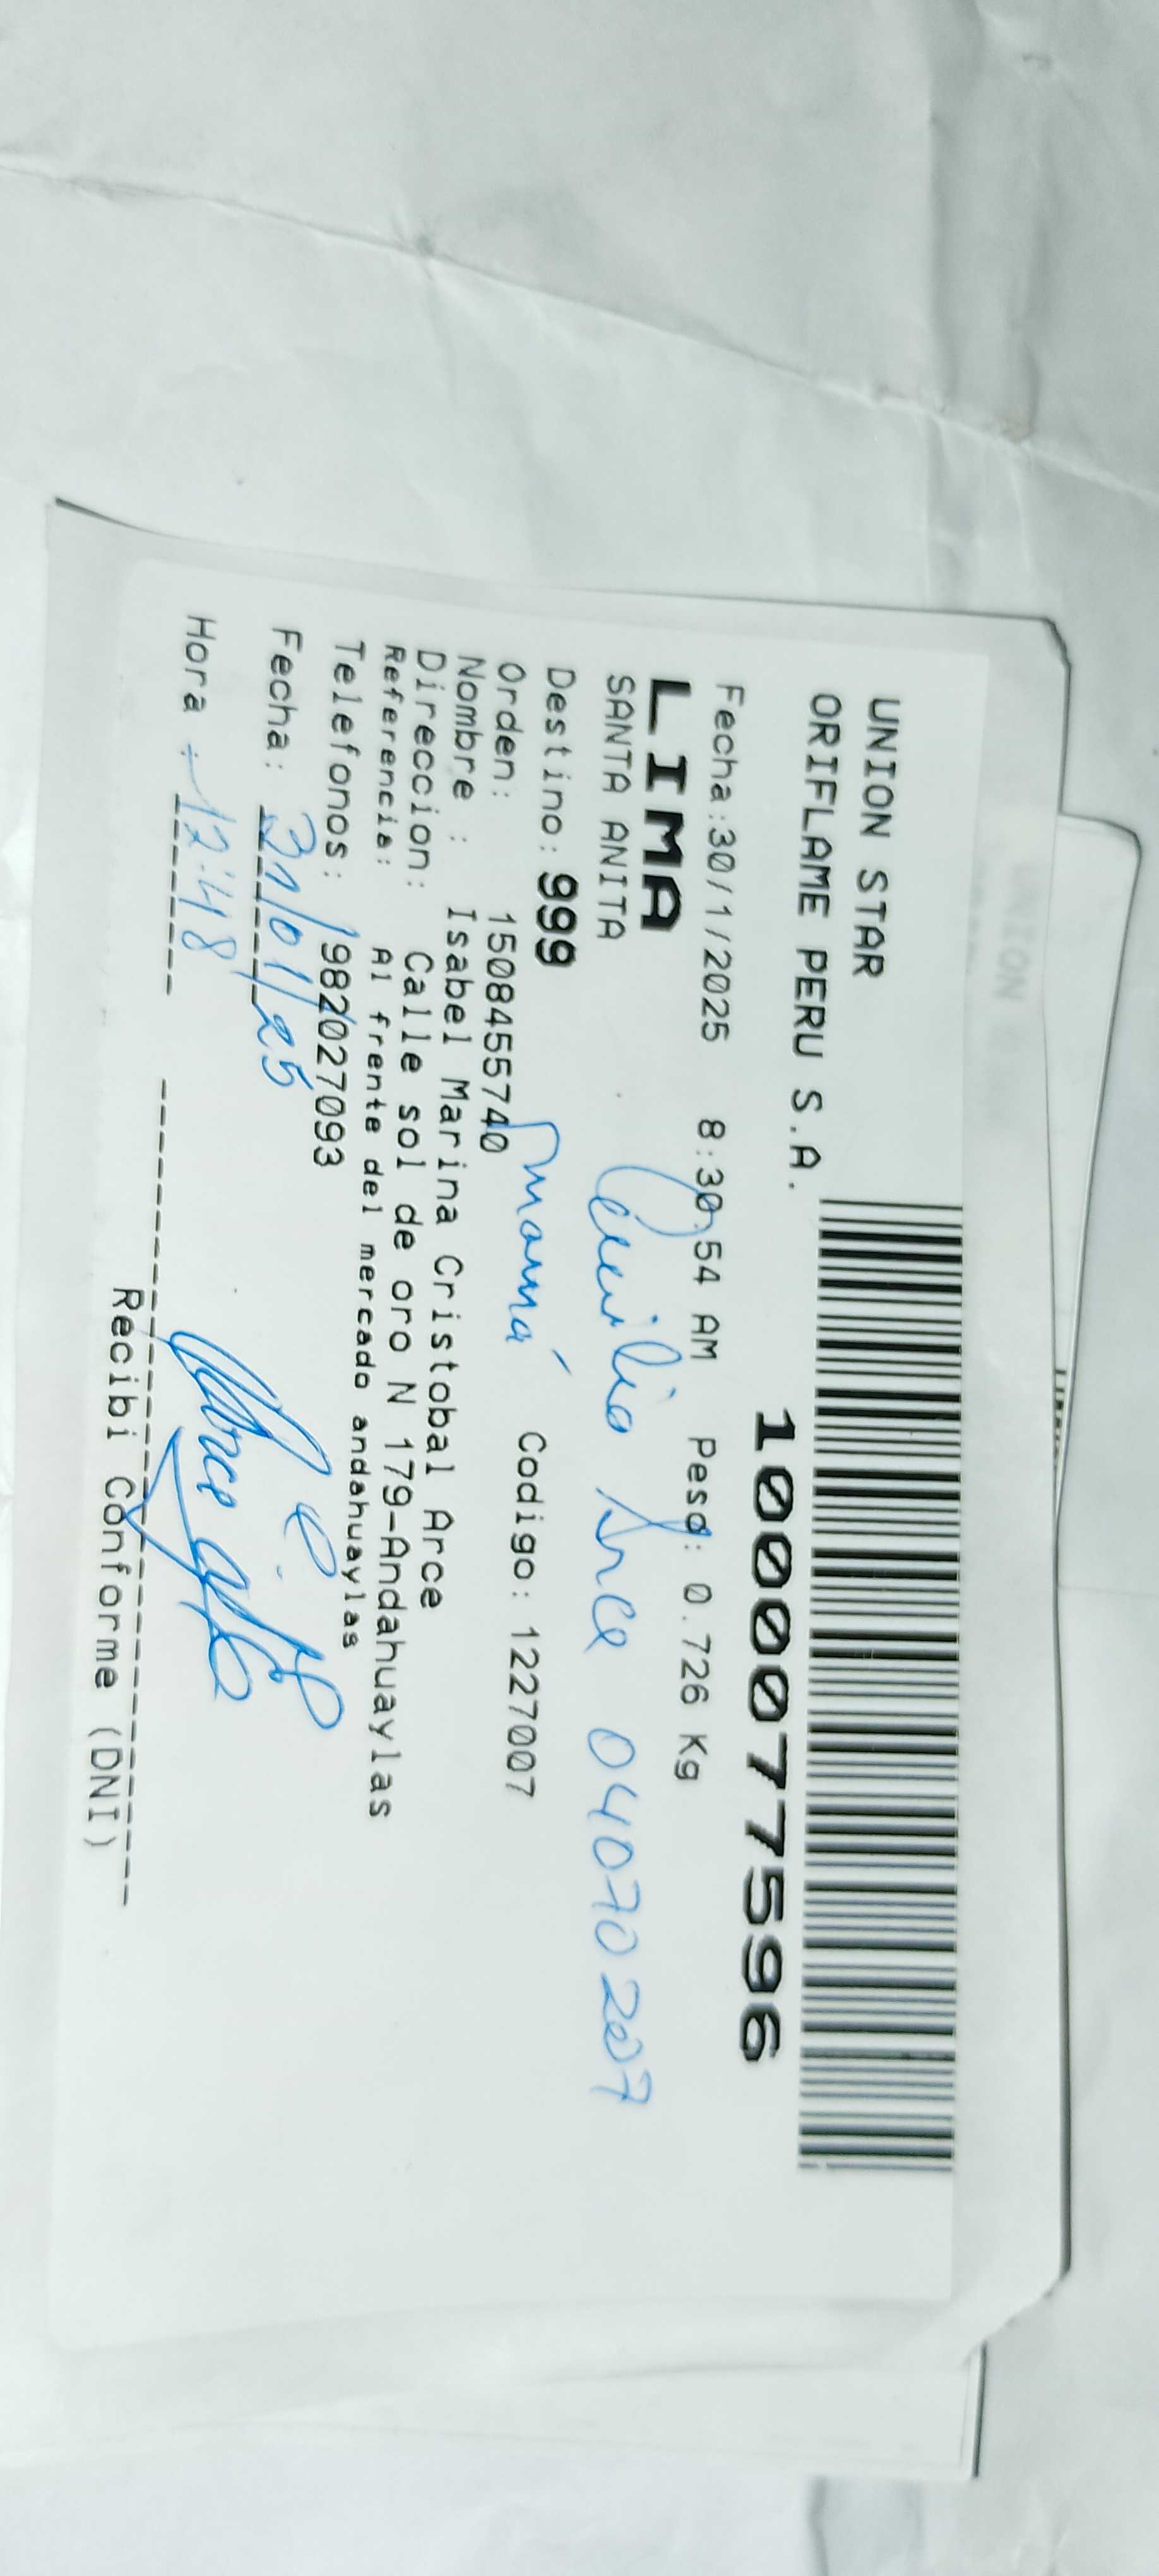 UNION STAR
ORIFLAME PERU S.A.
1000077596
Fecha:30/1/2025 8:30:54 AM Peso: 0.726 Kg
LIMA
SANTA ANITA
Arce 04070207
Destino: 999
mamá
Codigo: 1227007
Orden: 1508455740
Nombre : Isabel Marina Cristobal Arce
Direccion: Calle sol de oro N 179-Andahuaylas
Referencia: Al frente del mercado andahuaylas
Telefonos: 982027093
Fecha: 31/01/25
Hora : 12:48
Recibi Conforme (DNI)
UNION